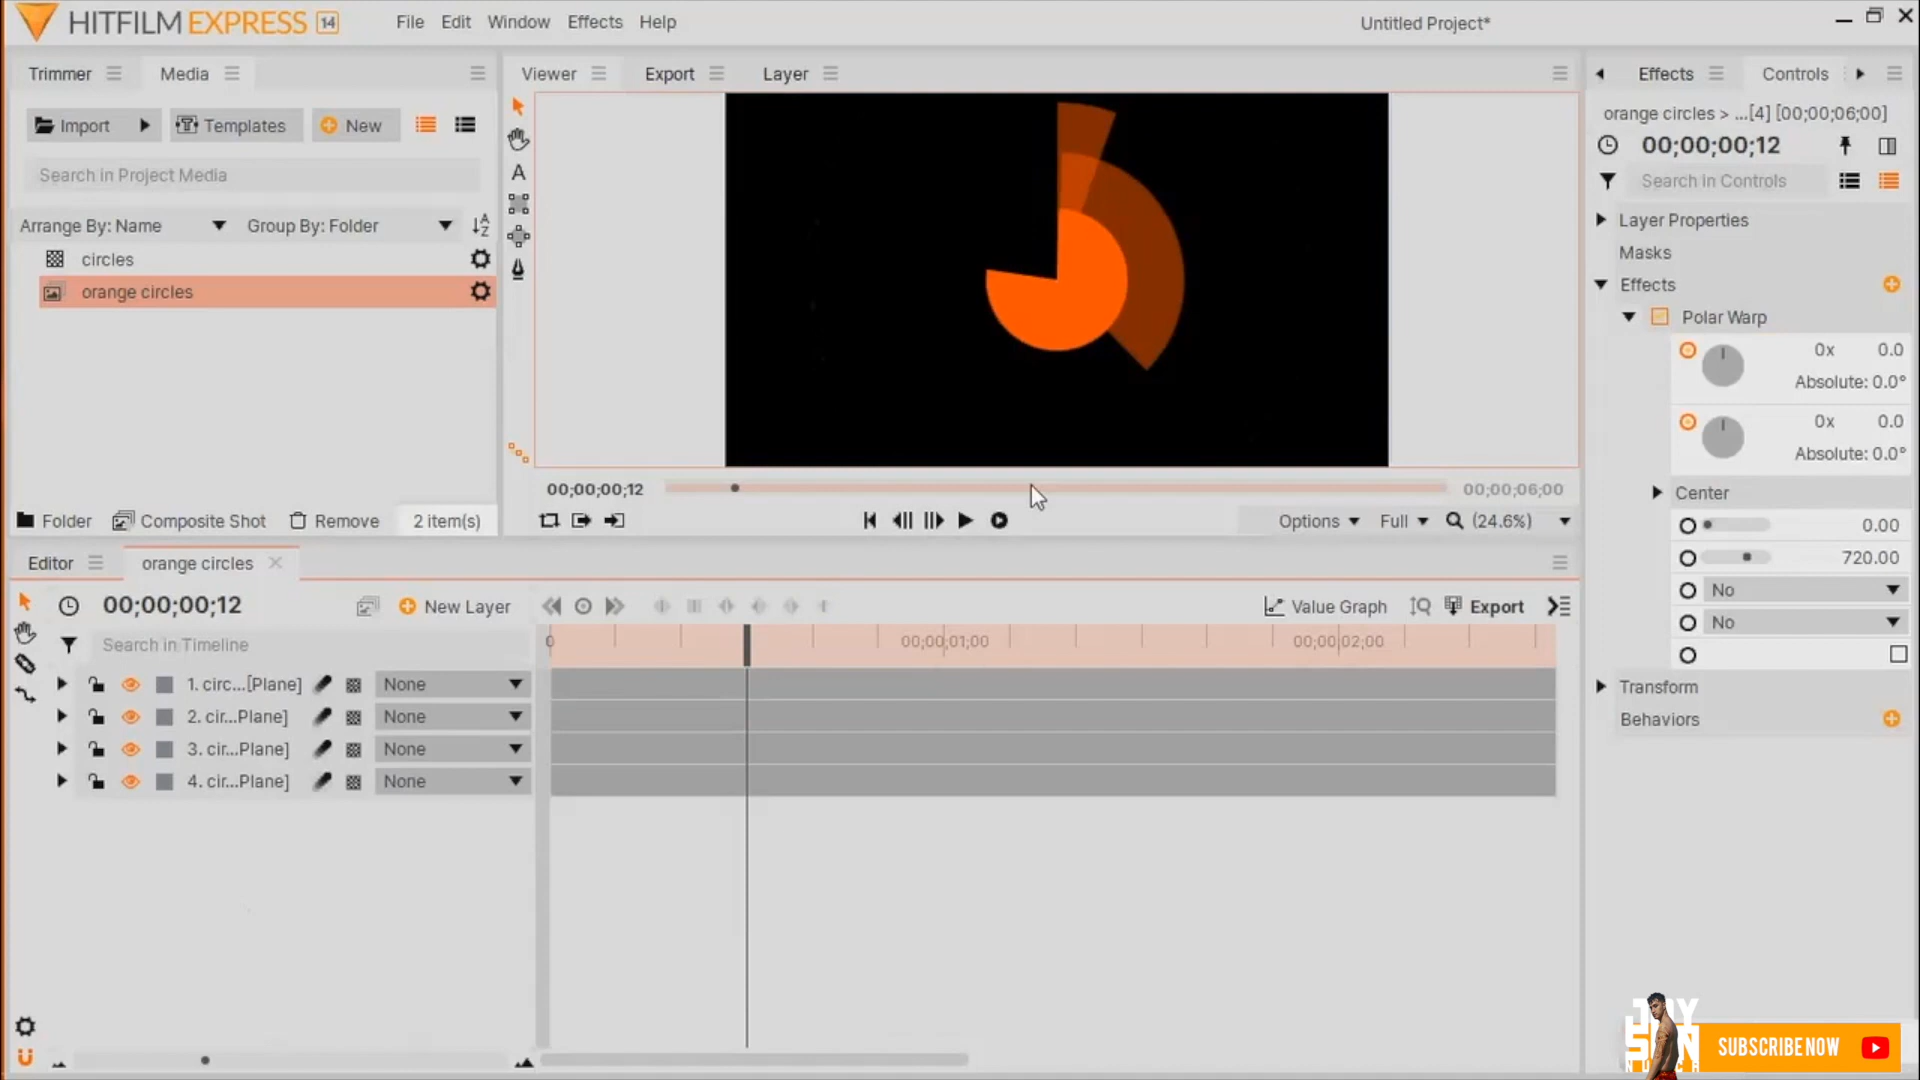 HITFILM EXPRESS 14
File Edit Window Effects Help
Untitled Project*
Trimmer Media
Import Templates New
Search in Project Media
Arrange By: Name Group By: Folder
circles
orange circles
Folder Composite Shot Remove 2 item(s)
Viewer Export Layer
A
00;00;00;12 00;00;06;00
Options Full (24.6%)
Effects Controls
orange circles > ...[4] [00;00;06;00]
00;00;00;12
Search in Controls
Layer Properties
Masks
Effects
Polar Warp
0x 0.0
Absolute: 0.0°
0x 0.0
Absolute: 0.0°
Center
0.00
720.00
No
No
Transform
Behaviors
Editor orange circles
00;00;00;12 New Layer Value Graph Export
Search in Timeline
0 00;00;01;00 00;00;02;00
1. circ...[Plane] None
2. cir...Plane] None
3. cir...Plane] None
4. cir...Plane] None
SUBSCRIBE NOW